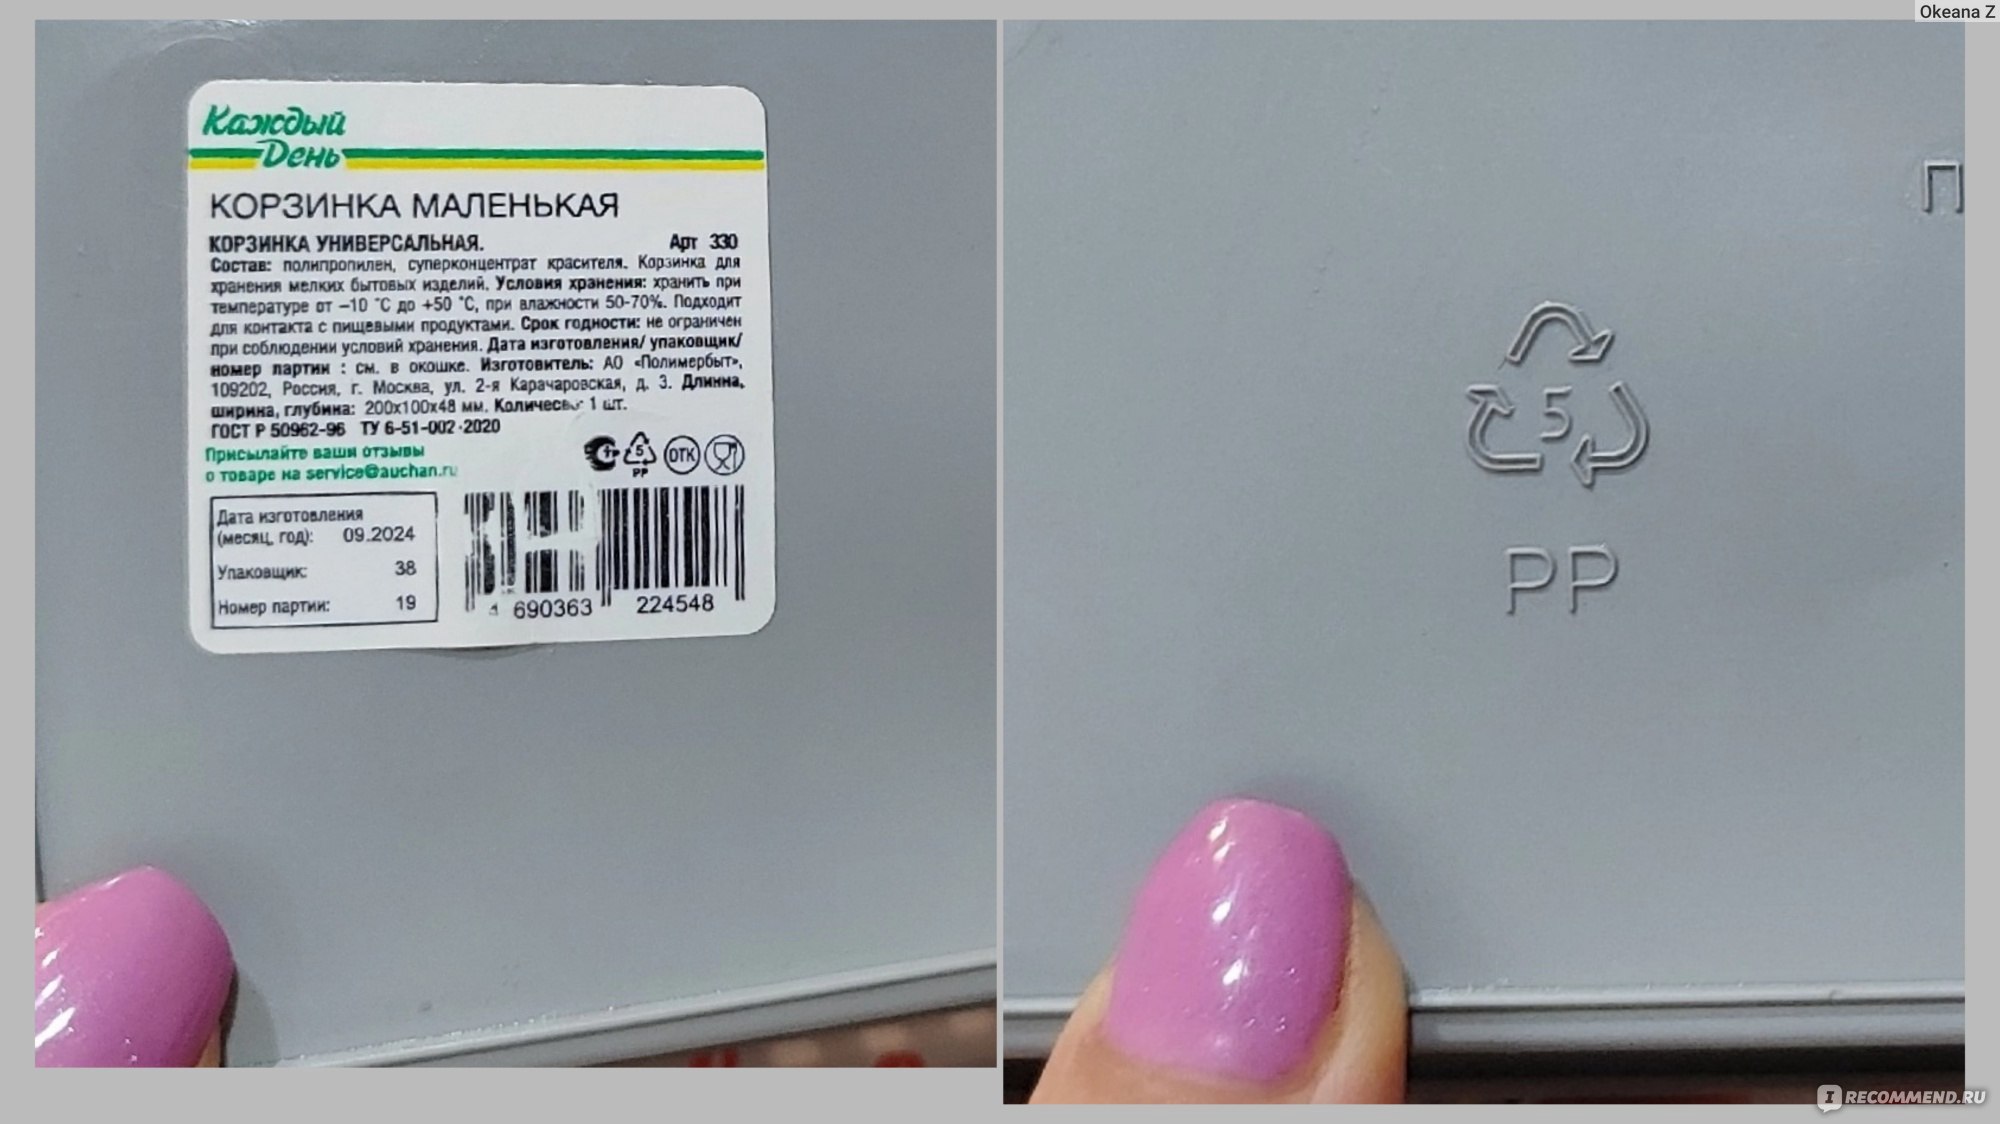 Okeana Z
Каждый
День
КОРЗИНКА МАЛЕНЬКАЯ
КОРЗИНКА УНИВЕРСАЛЬНАЯ. Арт 330
Состав: полипропилен, суперконцентрат красителя. Корзинка для
хранения мелких бытовых изделий. Условия хранения: хранить при
температуре от –10 °С до +50 °С, при влажности 50-70%. Подходит
для контакта с пищевыми продуктами. Срок годности: не ограничен
при соблюдении условий хранения. Дата изготовления/ упаковщик/
номер партии : см. в окошке. Изготовитель: АО «Полимербыт»,
109202, Россия, г. Москва, ул. 2-я Карачаровская, д. 3. Длинна,
ширина, глубина: 200х100х48 мм. 1 шт.
ГОСТ Р 50962-96 ТУ 6-51-002-2020
Присылайте ваши отзывы
о товаре на service@auchan.ru
5
PP
ОТК
Дата изготовления
(месяц, год): 09.2024
Упаковщик: 38
Номер партии: 19
4 690363 224548
П
5
PP
IRECOMMEND.RU